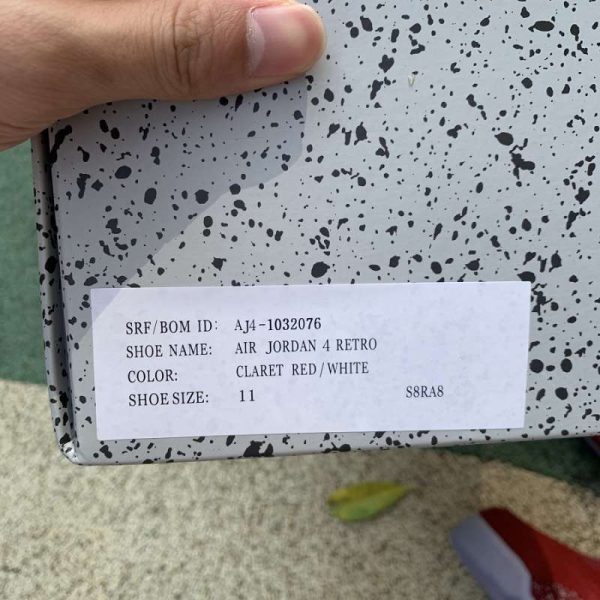 SRF/BOM ID: AJ4-1032076
SHOE NAME: AIR JORDAN 4 RETRO
COLOR: CLARET RED/WHITE
SHOE SIZE: 11 S8RA8